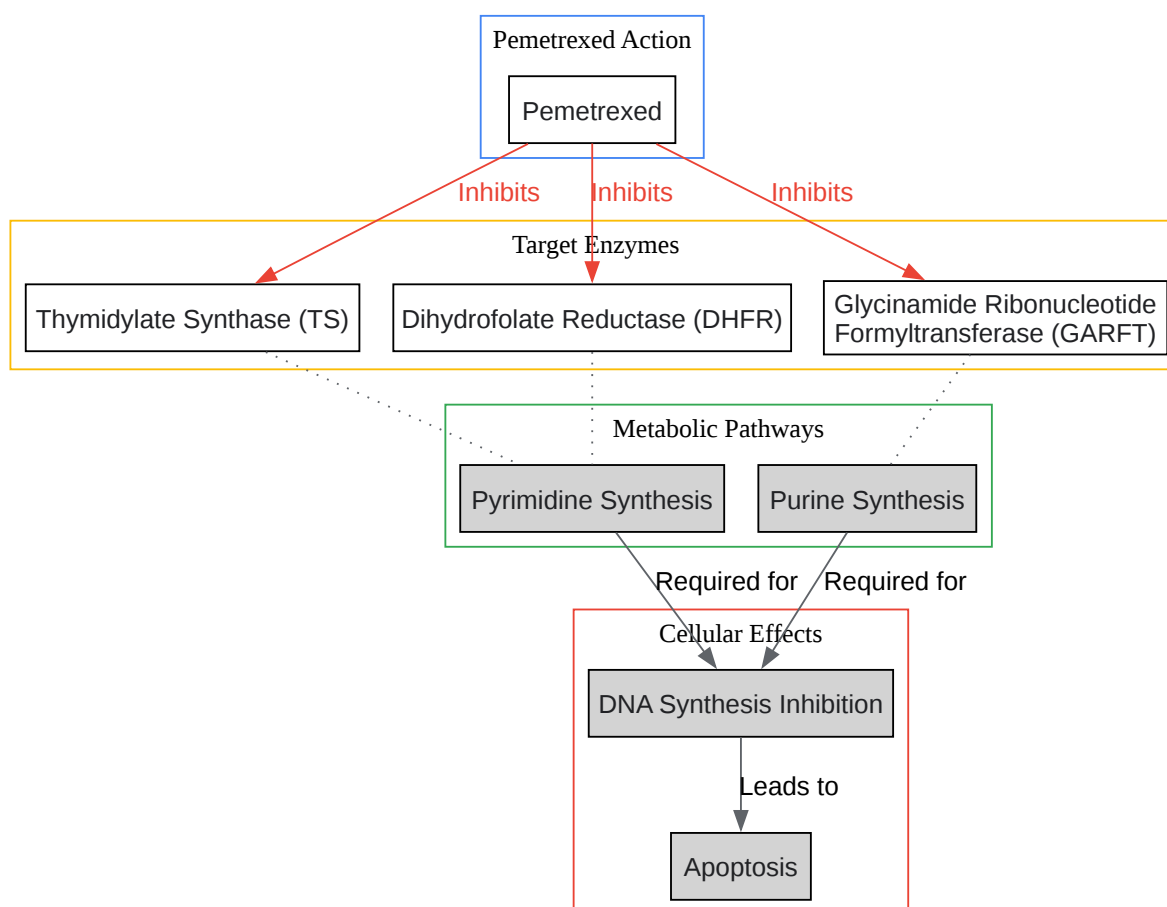 Pemetrexed Action
Pemetrexed
Inhibits
Inhibits
Inhibits
Target Enzymes
Thymidylate Synthase (TS)
Dihydrofolate Reductase (DHFR)
Glycinamide Ribonucleotide
Formyltransferase (GARFT)
Metabolic Pathways
Pyrimidine Synthesis
Purine Synthesis
Required for
Required for
Cellular Effects
DNA Synthesis Inhibition
Leads to
Apoptosis